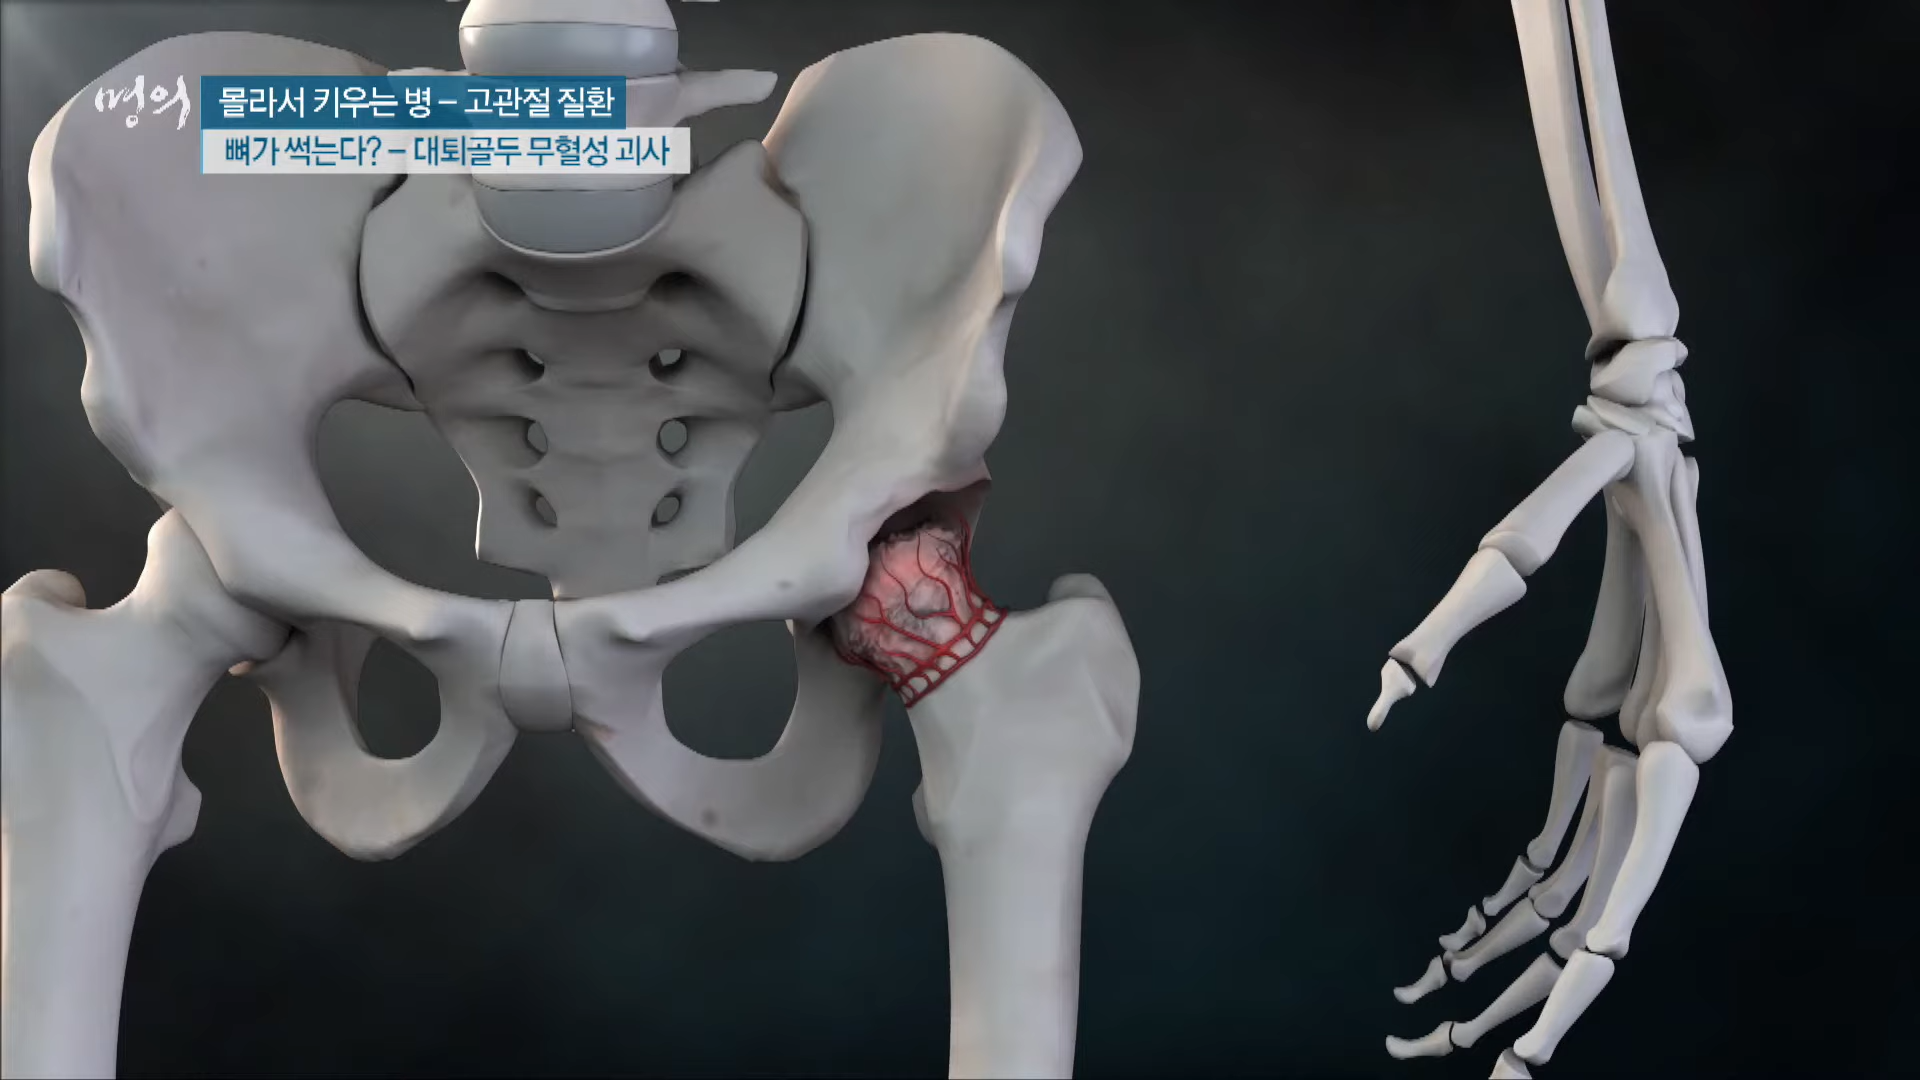 명의
몰라서 키우는 병 – 고관절 질환
뼈가 썩는다? – 대퇴골두 무혈성 괴사